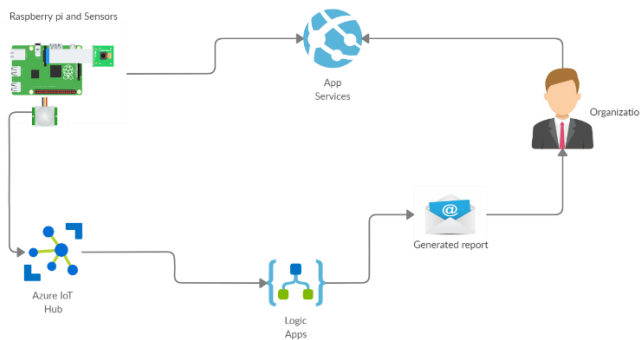 Raspberry pi and Sensors
App
Services
Organizatio
@
Generated report
Azure IoT
Hub
Logic
Apps